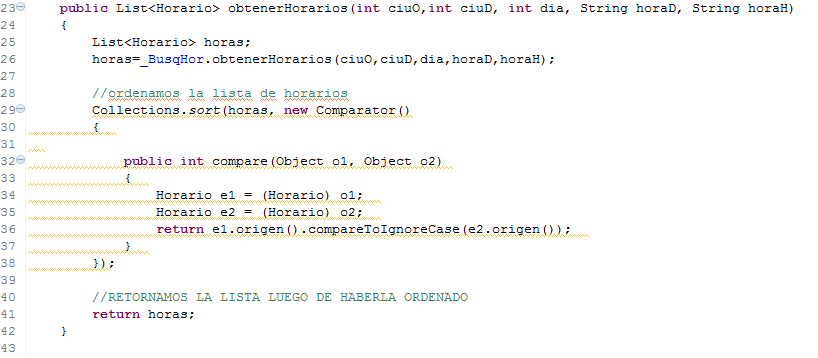 23 public List<Horario> obtenerHorarios(int ciuO,int ciuD, int dia, String horaD, String horaH)
24 {
25 List<Horario> horas;
26 horas=_BusqHor.obtenerHorarios(ciuO,ciuD,dia,horaD,horaH);
27
28 //ordenamos la lista de horarios
29 Collections.sort(horas, new Comparator()
30 {
31
32 public int compare(Object o1, Object o2)
33 {
34 Horario e1 = (Horario) o1;
35 Horario e2 = (Horario) o2;
36 return e1.origen().compareToIgnoreCase(e2.origen());
37 }
38 });
39
40 //RETORNAMOS LA LISTA LUEGO DE HABERLA ORDENADO
41 return horas;
42 }
43